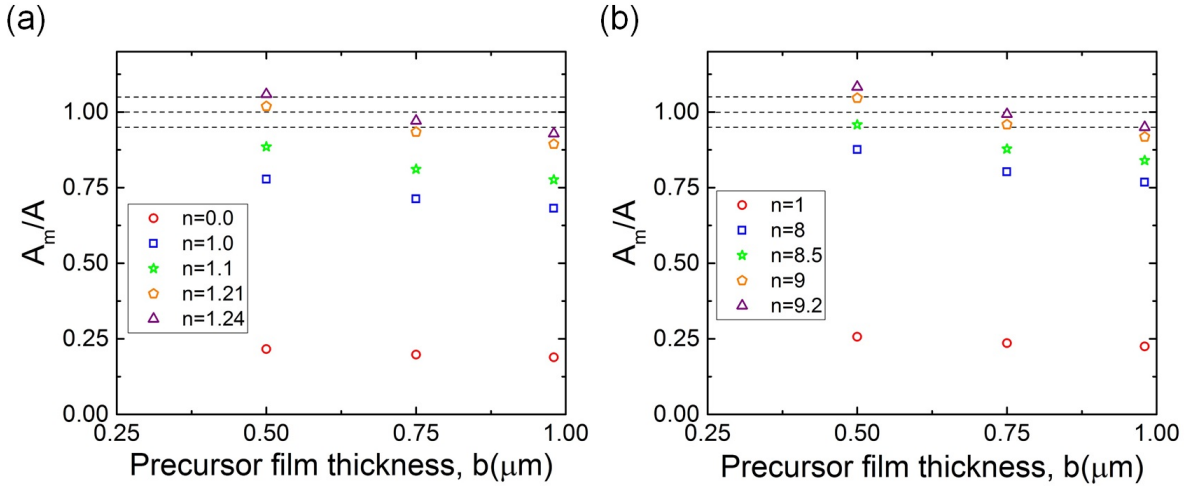 (a)
A_m/A
1.00
0.75
0.50
0.25
0.00
n=0.0
n=1.0
n=1.1
n=1.21
n=1.24
0.25 0.50 0.75 1.00
Precursor film thickness, b(μm)
(b)
A_m/A
1.00
0.75
0.50
0.25
0.00
n=1
n=8
n=8.5
n=9
n=9.2
0.25 0.50 0.75 1.00
Precursor film thickness, b(μm)